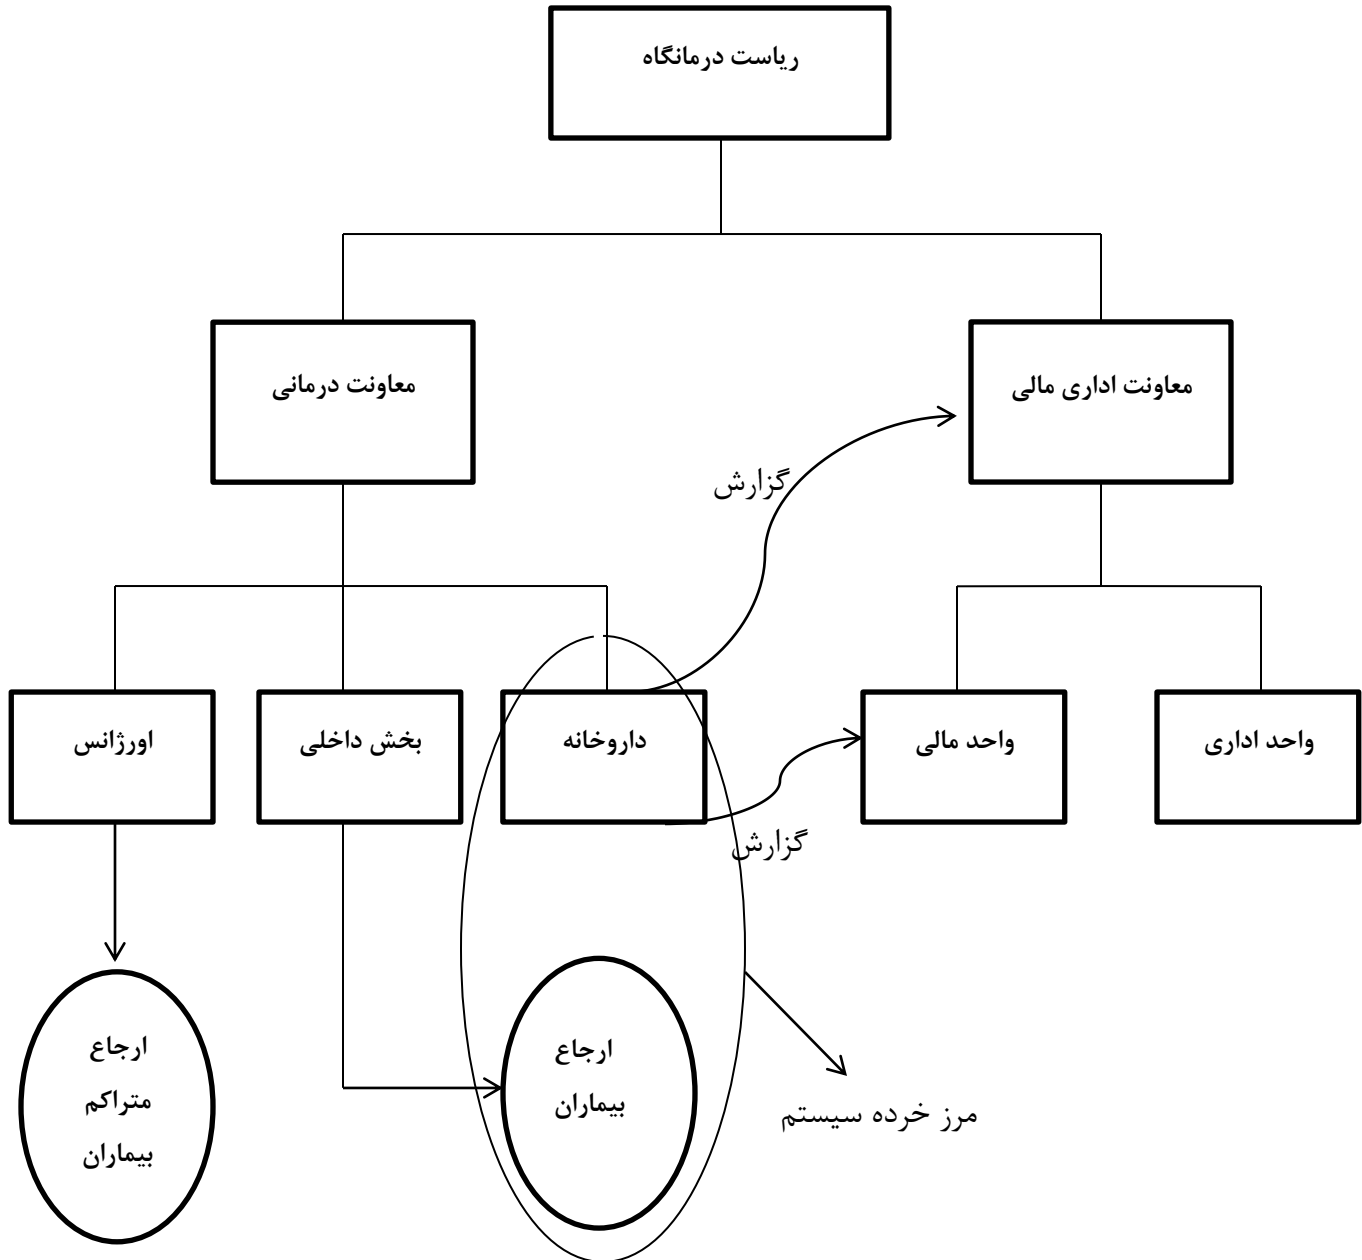 ریاست درمانگاه
معاونت اداری مالی
معاونت درمانی
گزارش
واحد اداری
واحد مالی
داروخانه
بخش داخلی
اورژانس
گزارش
ارجاع
بیماران
ارجاع
متراکم
بیماران
مرز خرده سیستم